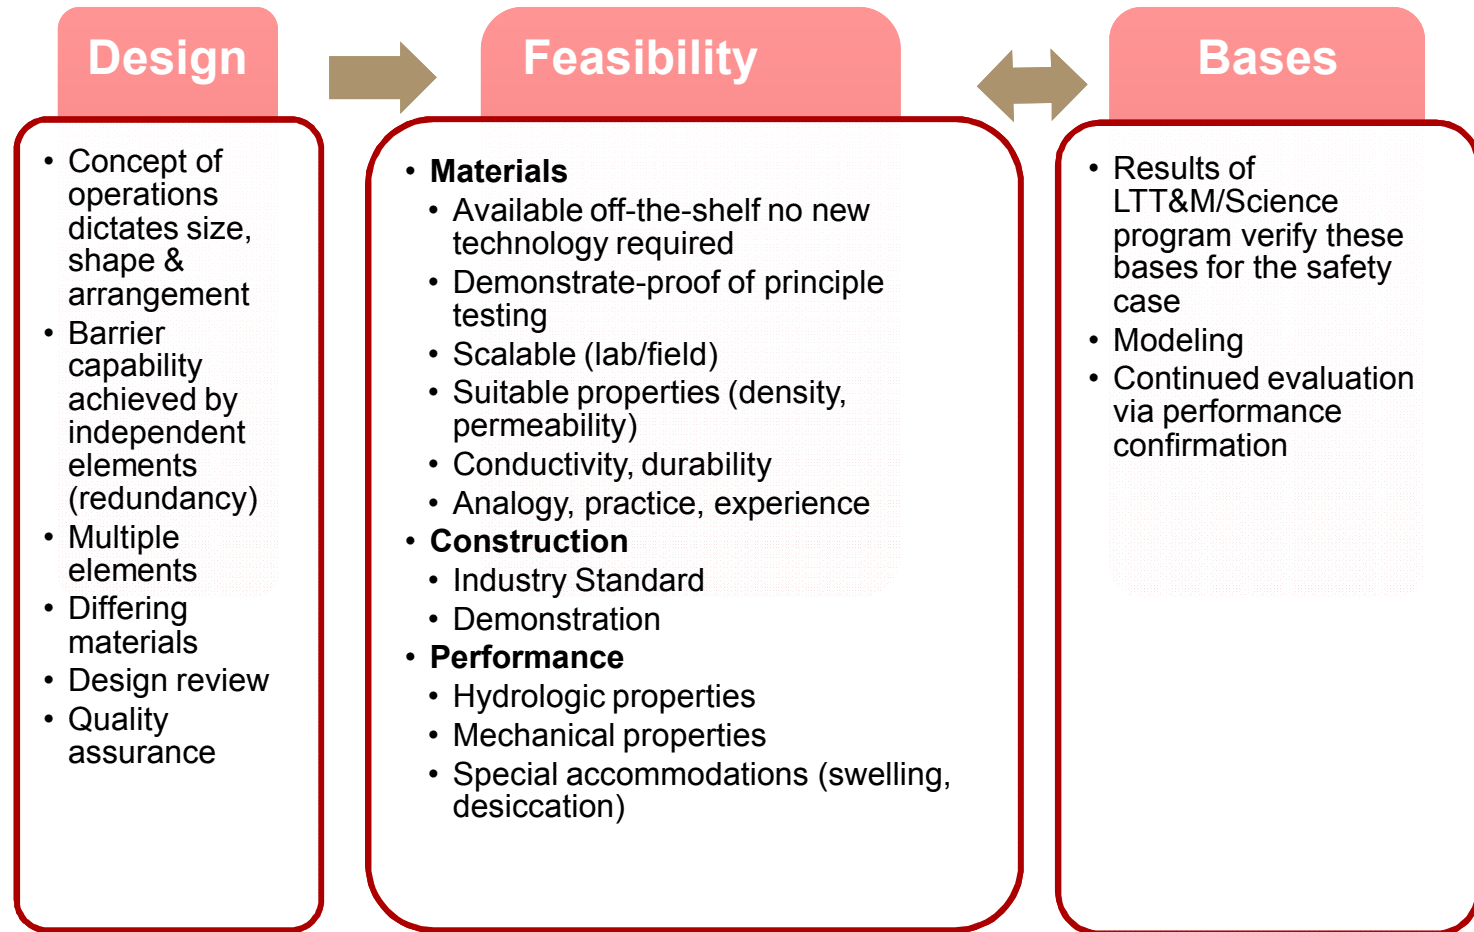 Design
• Concept of
operations
dictates size,
shape &
arrangement
• Barrier
capability
achieved by
independent
elements
(redundancy)
• Multiple
elements
• Differing
materials
• Design review
• Quality
assurance
Feasibility
• Materials
• Available off-the-shelf no new
technology required
• Demonstrate-proof of principle
testing
• Scalable (lab/field)
• Suitable properties (density,
permeability)
• Conductivity, durability
• Analogy, practice, experience
• Construction
• Industry Standard
• Demonstration
• Performance
• Hydrologic properties
• Mechanical properties
• Special accommodations (swelling,
desiccation)
Bases
• Results of
LTT&M/Science
program verify these
bases for the safety
case
• Modeling
• Continued evaluation
via performance
confirmation